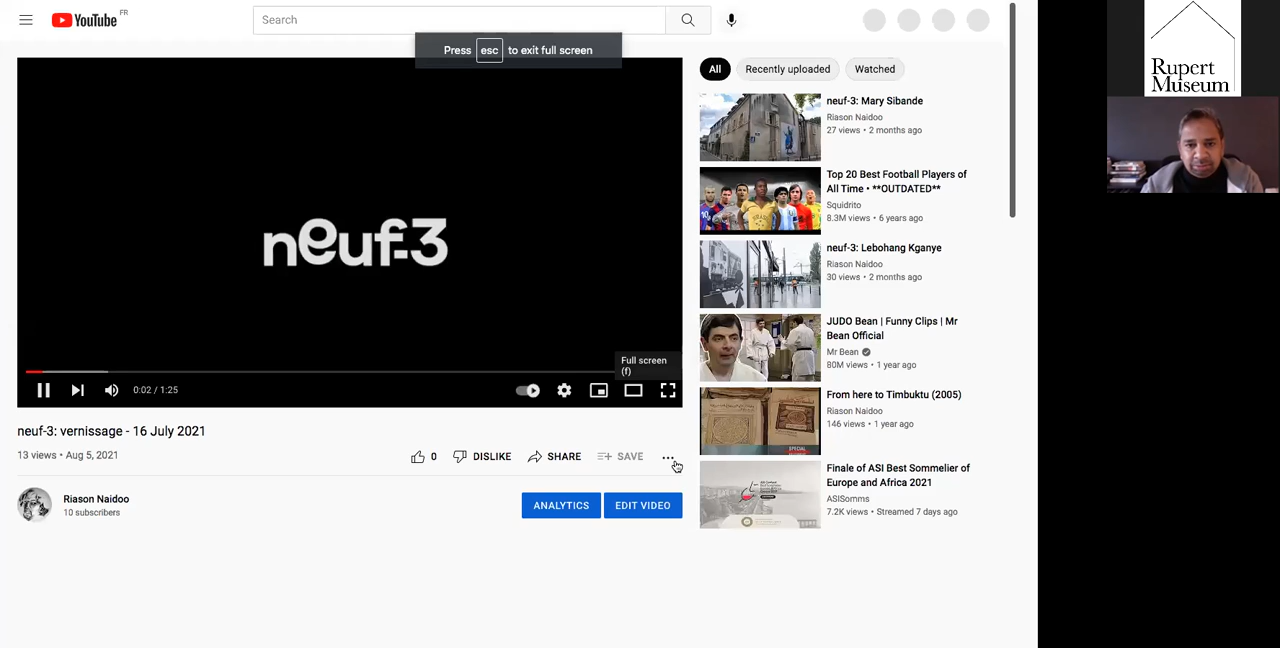 YouTube FR
Search
Press esc to exit full screen
neuf-3
Full screen
(f)
0:02 / 1:25
neuf-3: vernissage - 16 July 2021
13 views • Aug 5, 2021
0
DISLIKE
SHARE
SAVE
Riason Naidoo
10 subscribers
ANALYTICS
EDIT VIDEO
All
Recently uploaded
Watched
neuf-3: Mary Sibande
Riason Naidoo
27 views • 2 months ago
Top 20 Best Football Players of
All Time • **OUTDATED**
Squidrito
8.3M views • 6 years ago
neuf-3: Lebohang Kganye
Riason Naidoo
30 views • 2 months ago
JUDO Bean | Funny Clips | Mr
Bean Official
Mr Bean
80M views • 1 year ago
From here to Timbuktu (2005)
Riason Naidoo
146 views • 1 year ago
Finale of ASI Best Sommelier of
Europe and Africa 2021
ASISomms
7.2K views • Streamed 7 days ago
Rupert
Museum